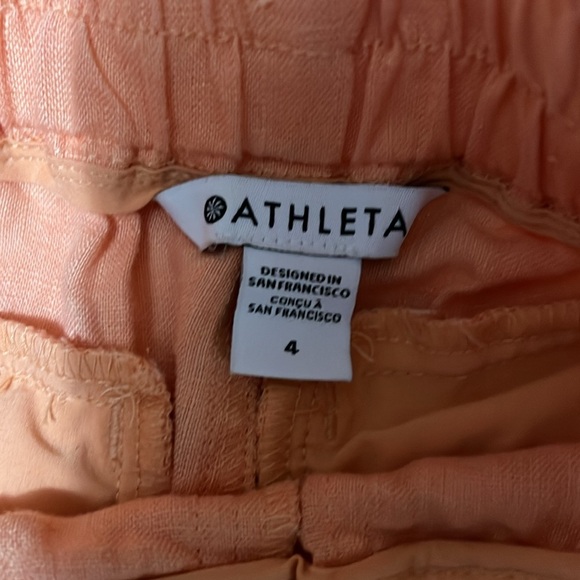 ATHLETA
DESIGNED IN
SAN FRANCISCO
CONÇU À
SAN FRANCISCO
4